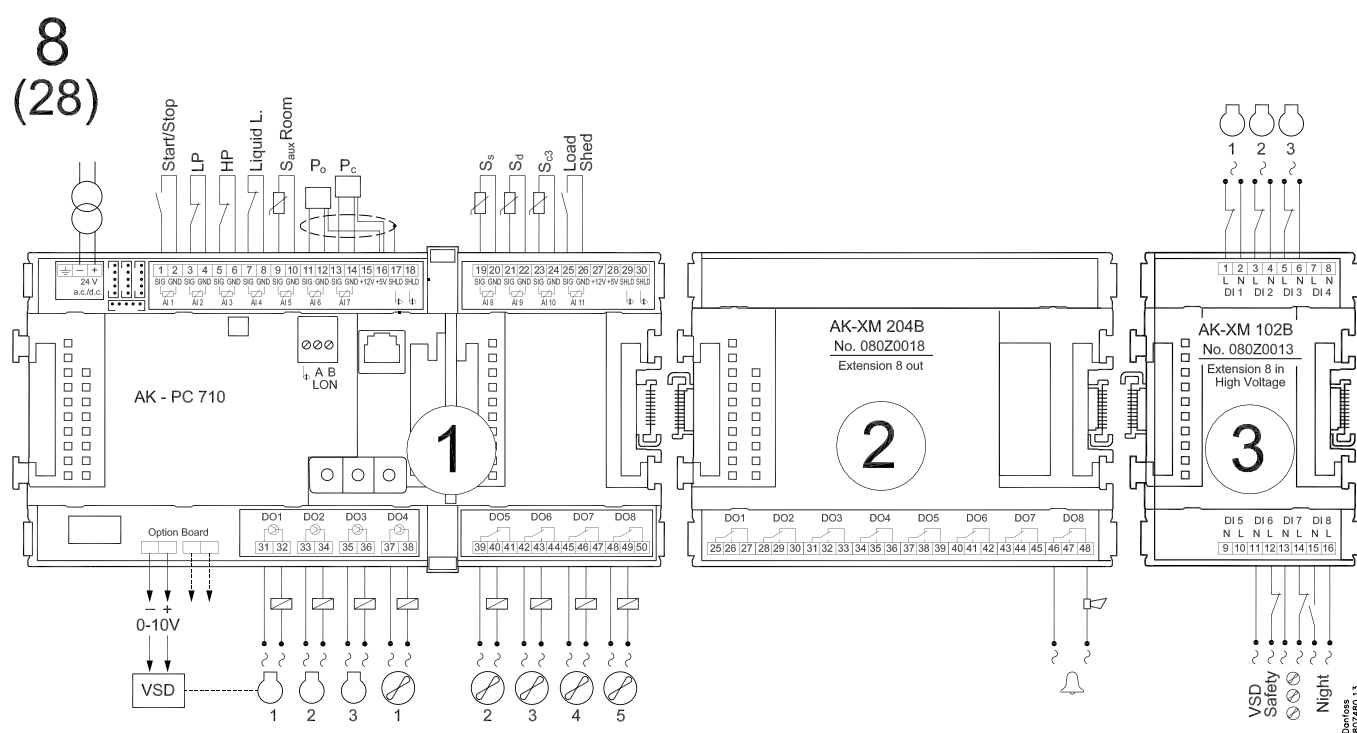 8
(28)
Start/Stop
LP
HP
Liquid L.
Saux Room
Po Pc
Ss
Sd
Sc3
Load
Shed
1 2 3
– +
24 V
a.c./d.c.
1 2 3 4 5 6 7 8 9 10 11 12 13 14 15 16 17 18
SIG GND SIG GND SIG GND SIG GND SIG GND SIG GND SIG GND +12V +5V SHLD SHLD
AI 1 AI 2 AI 3 AI 4 AI 5 AI 6 AI 7
19 20 21 22 23 24 25 26 27 28 29 30
SIG GND SIG GND SIG GND SIG GND +12V +5V SHLD SHLD
AI 8 AI 9 AI 10 AI 11
1 2 3 4 5 6 7 8
L N L N L N L N
DI 1 DI 2 DI 3 DI 4
A B
LON
AK - PC 710
1
AK-XM 204B
No. 080Z0018
Extension 8 out
2
AK-XM 102B
No. 080Z0013
Extension 8 in
High Voltage
3
Option Board
DO1 DO2 DO3 DO4
31 32 33 34 35 36 37 38
DO5 DO6 DO7 DO8
39 40 41 42 43 44 45 46 47 48 49 50
DO1 DO2 DO3 DO4 DO5 DO6 DO7 DO8
25 26 27 28 29 30 31 32 33 34 35 36 37 38 39 40 41 42 43 44 45 46 47 48
DI 5 DI 6 DI 7 DI 8
N L N L N L N L
9 10 11 12 13 14 15 16
– +
0-10V
VSD
1 2 3 1
2 3 4 5
VSD
Safety
Night
Danfoss